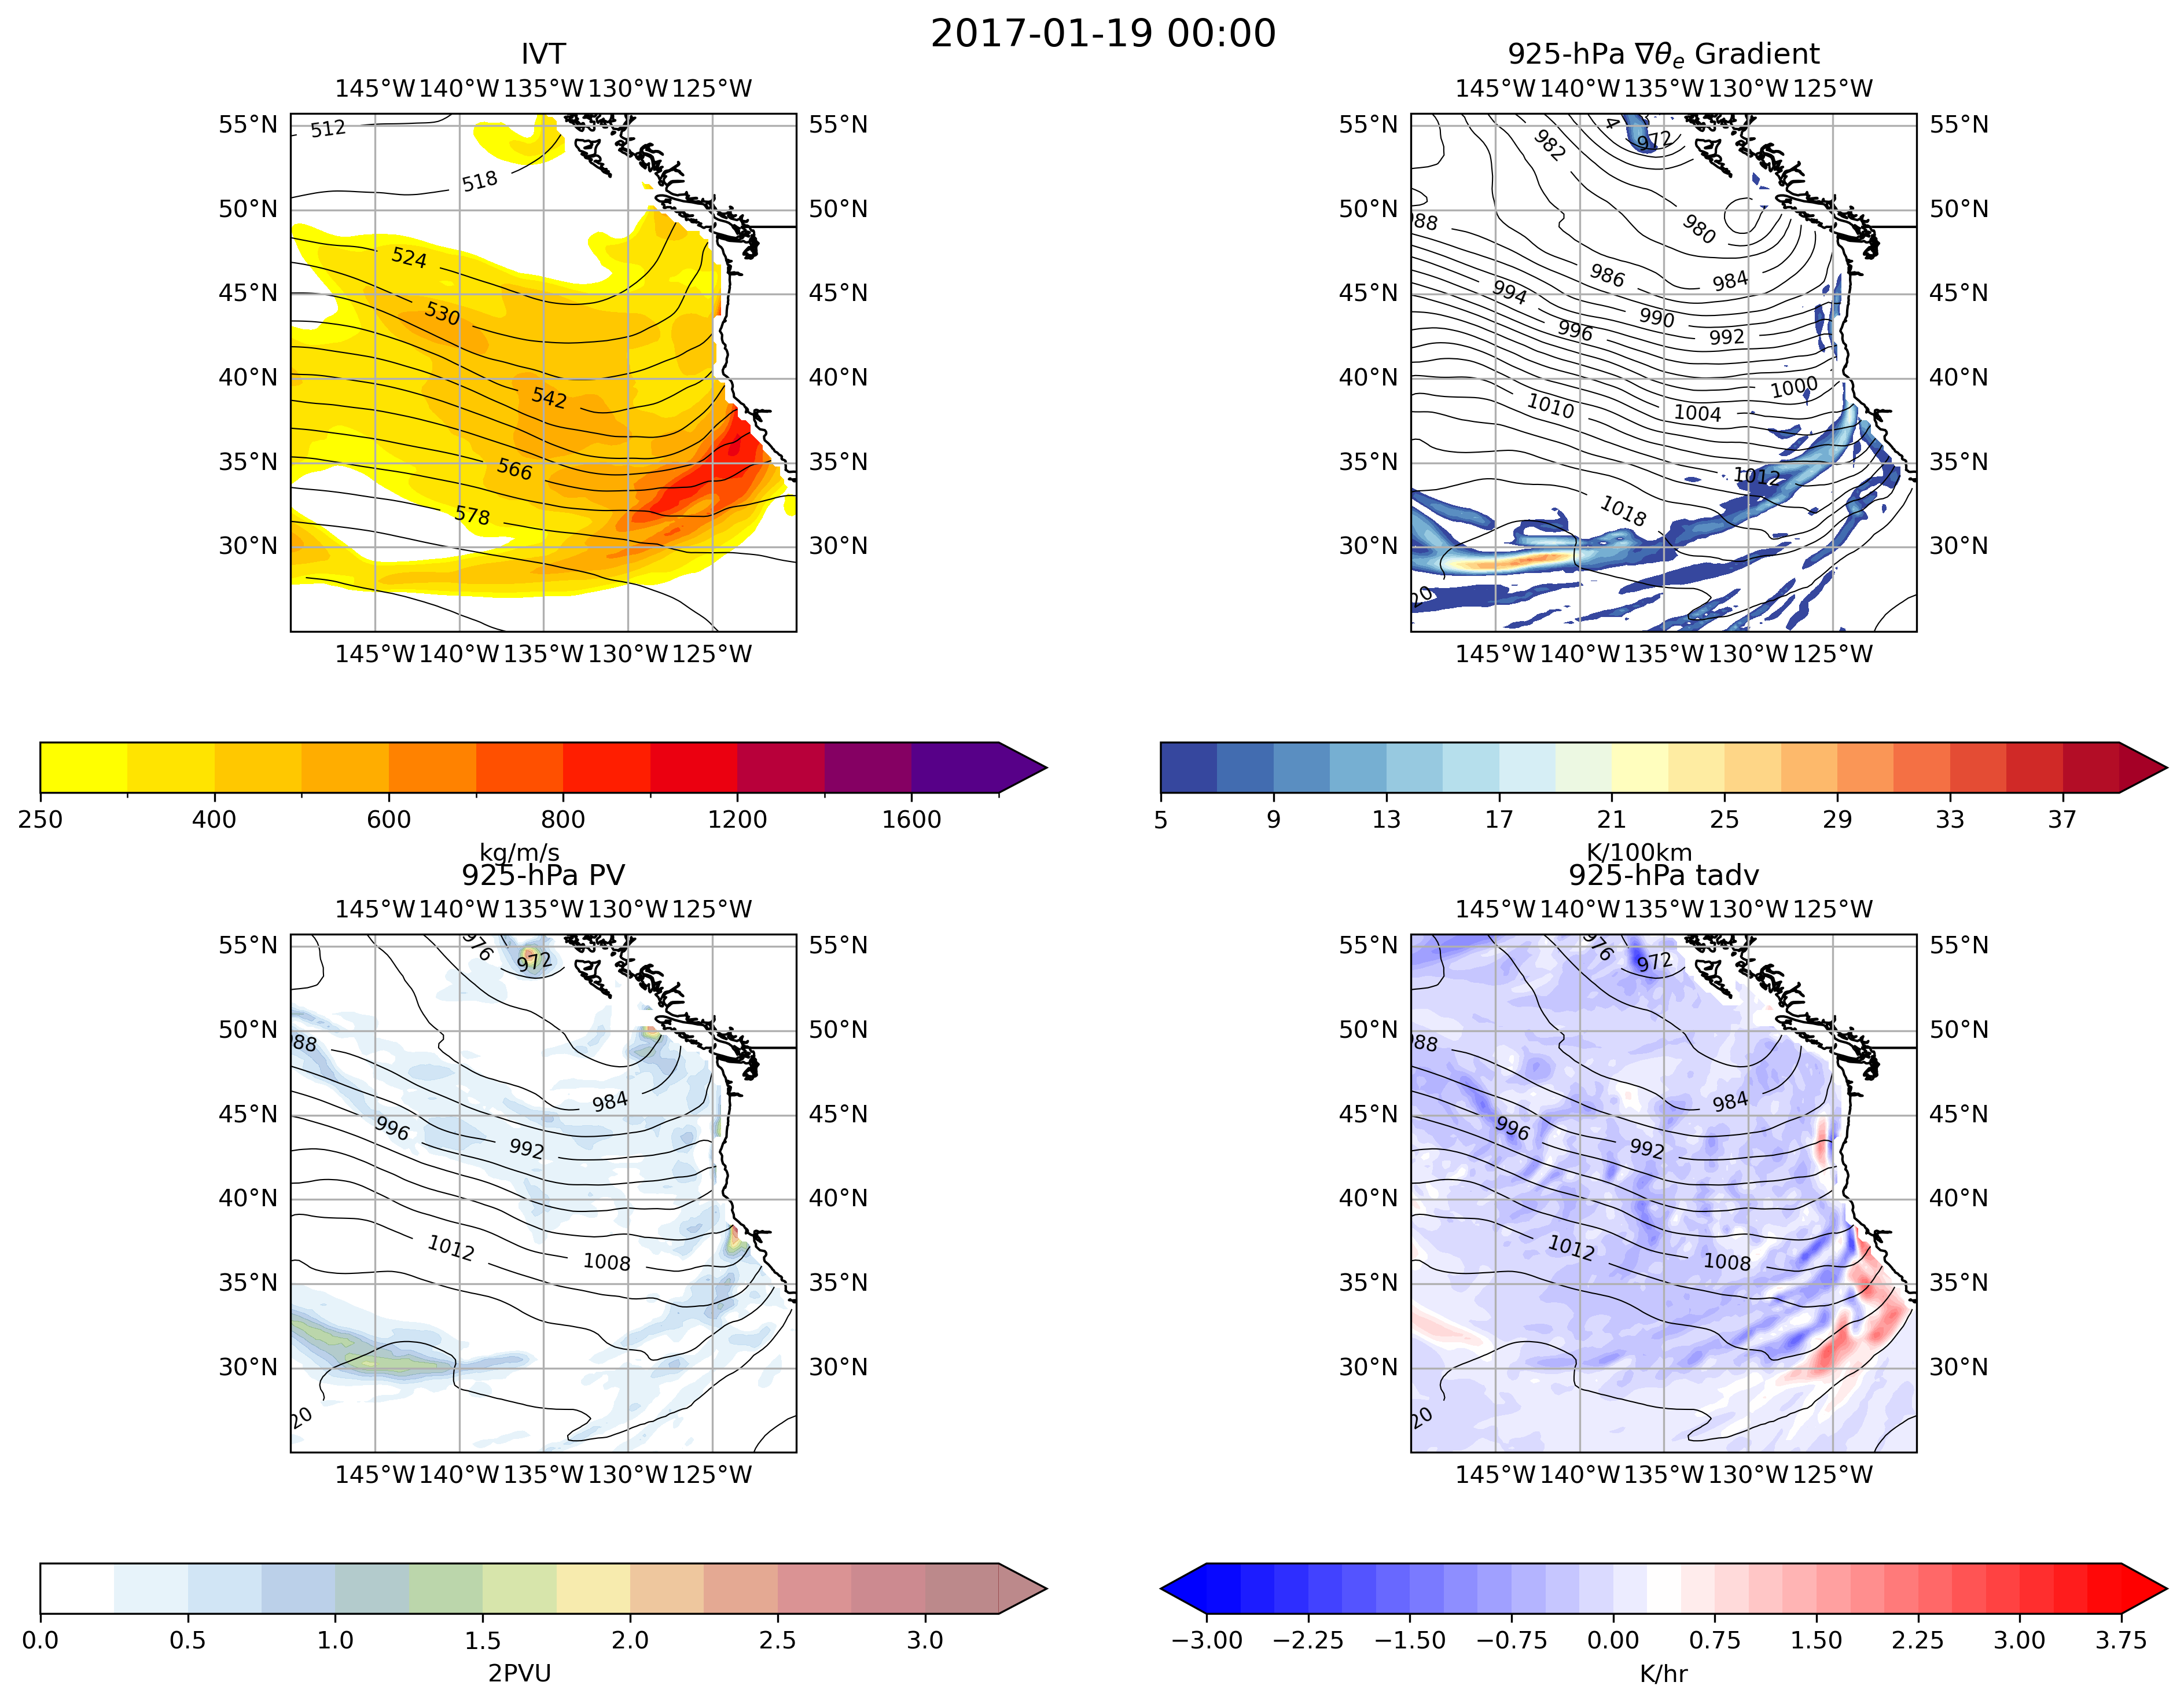 2017-01-19 00:00
IVT
145°W 140°W 135°W 130°W 125°W
55°N 55°N
50°N 50°N
45°N 45°N
40°N 40°N
35°N 35°N
30°N 30°N
512
518
524
530
542
566
578
145°W 140°W 135°W 130°W 125°W
250 400 600 800 1200 1600
kg/m/s
925-hPa ∇θe Gradient
145°W 140°W 135°W 130°W 125°W
55°N 55°N
50°N 50°N
45°N 45°N
40°N 40°N
35°N 35°N
30°N 30°N
4
972
982
88
980
986
984
994
990
996
992
1000
1010
1004
1012
1018
20
145°W 140°W 135°W 130°W 125°W
5 9 13 17 21 25 29 33 37
K/100km
925-hPa PV
145°W 140°W 135°W 130°W 125°W
55°N 55°N
50°N 50°N
45°N 45°N
40°N 40°N
35°N 35°N
30°N 30°N
976
972
88
984
996
992
1012
1008
20
145°W 140°W 135°W 130°W 125°W
0.0 0.5 1.0 1.5 2.0 2.5 3.0
2PVU
925-hPa tadv
145°W 140°W 135°W 130°W 125°W
55°N 55°N
50°N 50°N
45°N 45°N
40°N 40°N
35°N 35°N
30°N 30°N
976
972
88
984
996
992
1012
1008
20
145°W 140°W 135°W 130°W 125°W
−3.00 −2.25 −1.50 −0.75 0.00 0.75 1.50 2.25 3.00 3.75
K/hr